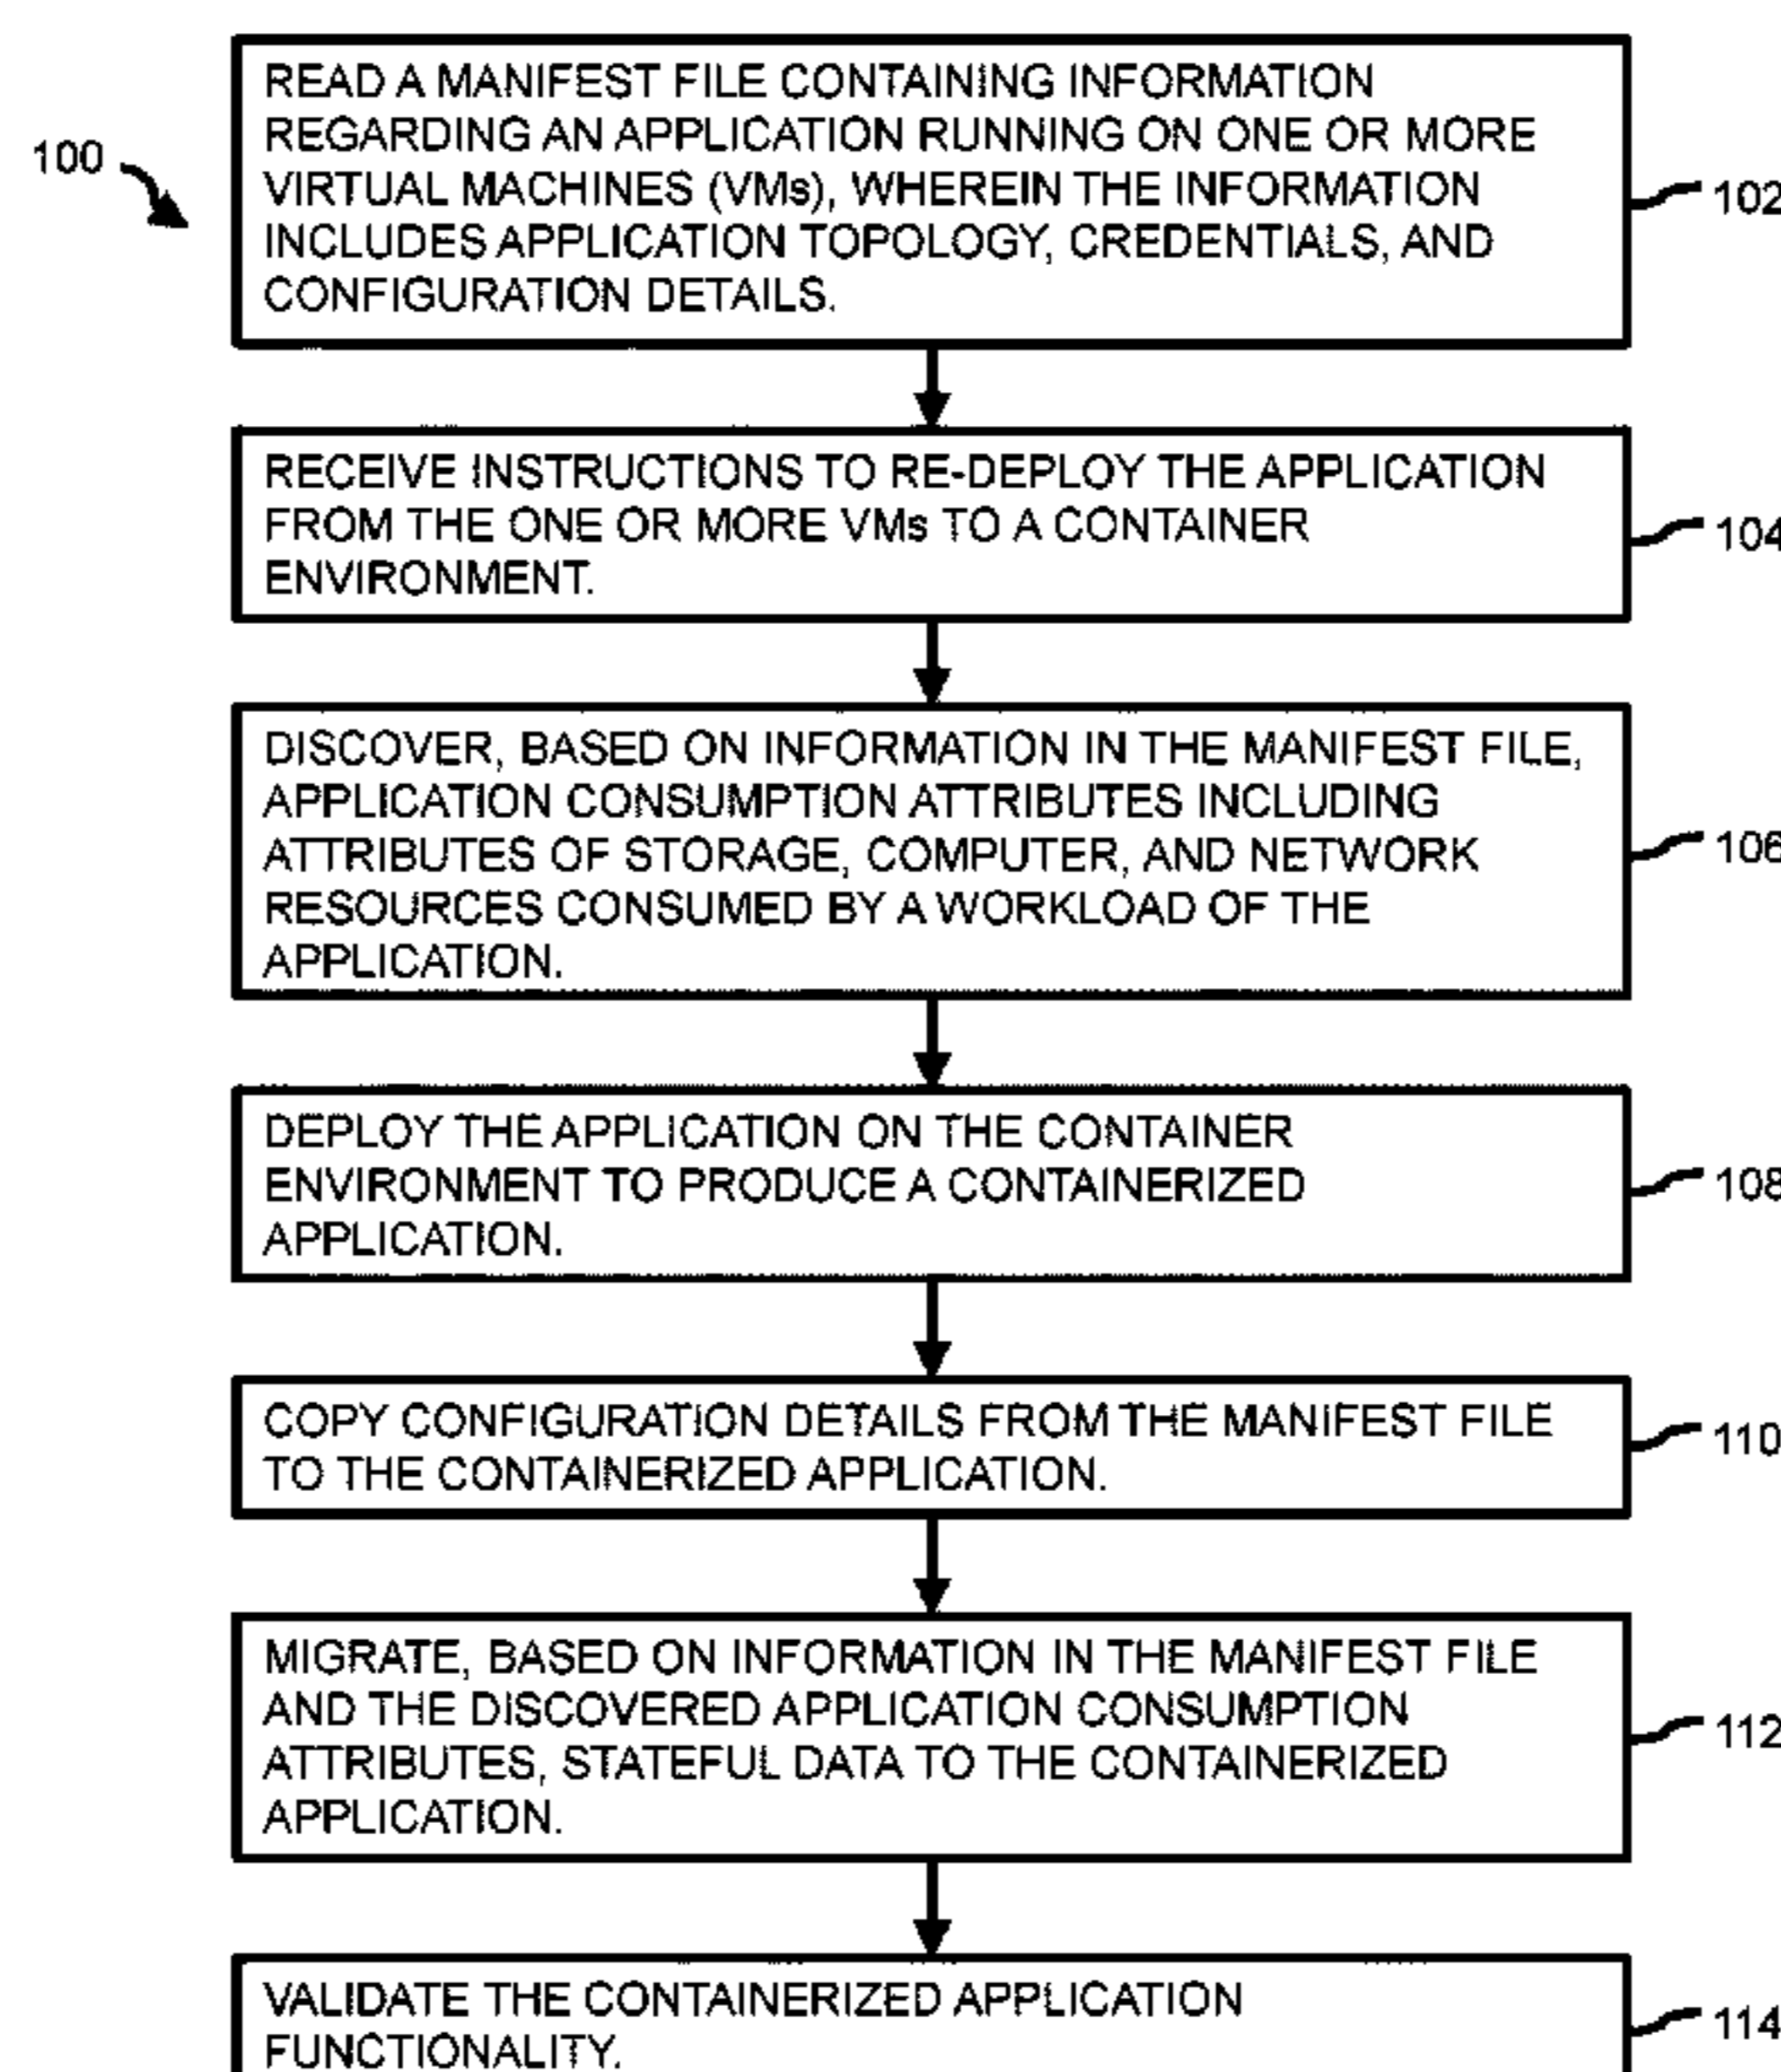 100
READ A MANIFEST FILE CONTAINING INFORMATION
REGARDING AN APPLICATION RUNNING ON ONE OR MORE
VIRTUAL MACHINES (VMs), WHEREIN THE INFORMATION
INCLUDES APPLICATION TOPOLOGY, CREDENTIALS, AND
CONFIGURATION DETAILS.
102
RECEIVE INSTRUCTIONS TO RE-DEPLOY THE APPLICATION
FROM THE ONE OR MORE VMs TO A CONTAINER
ENVIRONMENT.
104
DISCOVER, BASED ON INFORMATION IN THE MANIFEST FILE,
APPLICATION CONSUMPTION ATTRIBUTES INCLUDING
ATTRIBUTES OF STORAGE, COMPUTER, AND NETWORK
RESOURCES CONSUMED BY A WORKLOAD OF THE
APPLICATION.
106
DEPLOY THE APPLICATION ON THE CONTAINER
ENVIRONMENT TO PRODUCE A CONTAINERIZED
APPLICATION.
108
COPY CONFIGURATION DETAILS FROM THE MANIFEST FILE
TO THE CONTAINERIZED APPLICATION.
110
MIGRATE, BASED ON INFORMATION IN THE MANIFEST FILE
AND THE DISCOVERED APPLICATION CONSUMPTION
ATTRIBUTES, STATEFUL DATA TO THE CONTAINERIZED
APPLICATION.
112
VALIDATE THE CONTAINERIZED APPLICATION
FUNCTIONALITY.
114